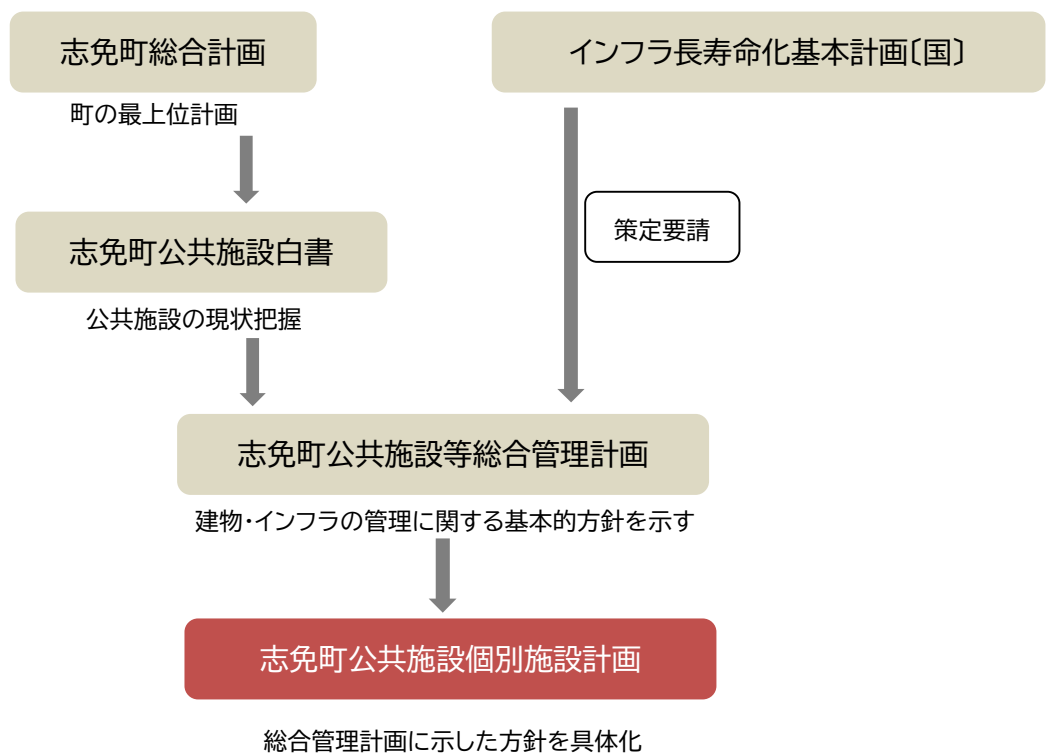 志免町総合計画
インフラ長寿命化基本計画〔国〕
町の最上位計画
策定要請
志免町公共施設白書
公共施設の現状把握
志免町公共施設等総合管理計画
建物・インフラの管理に関する基本的方針を示す
志免町公共施設個別施設計画
総合管理計画に示した方針を具体化